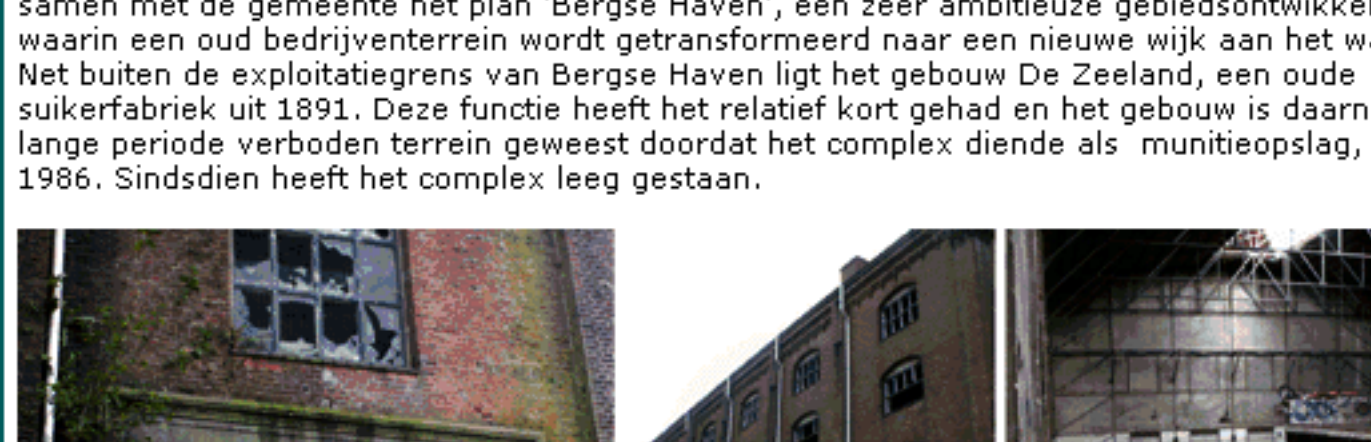 samen met de gemeente het plan 'Bergse Haven', een zeer ambitieuze
waarin een oud bedrijventerrein wordt getransformeerd naar een nieuwe wijk aan het
Net buiten de exploitatiegrens van Bergse Haven ligt het gebouw De Zeeland, een oude
suikerfabriek uit 1891. Deze functie heeft het relatief kort gehad en het gebouw is
lange periode verboden terrein geweest doordat het complex diende als munitieopslag,
1986. Sindsdien heeft het complex leeg gestaan.